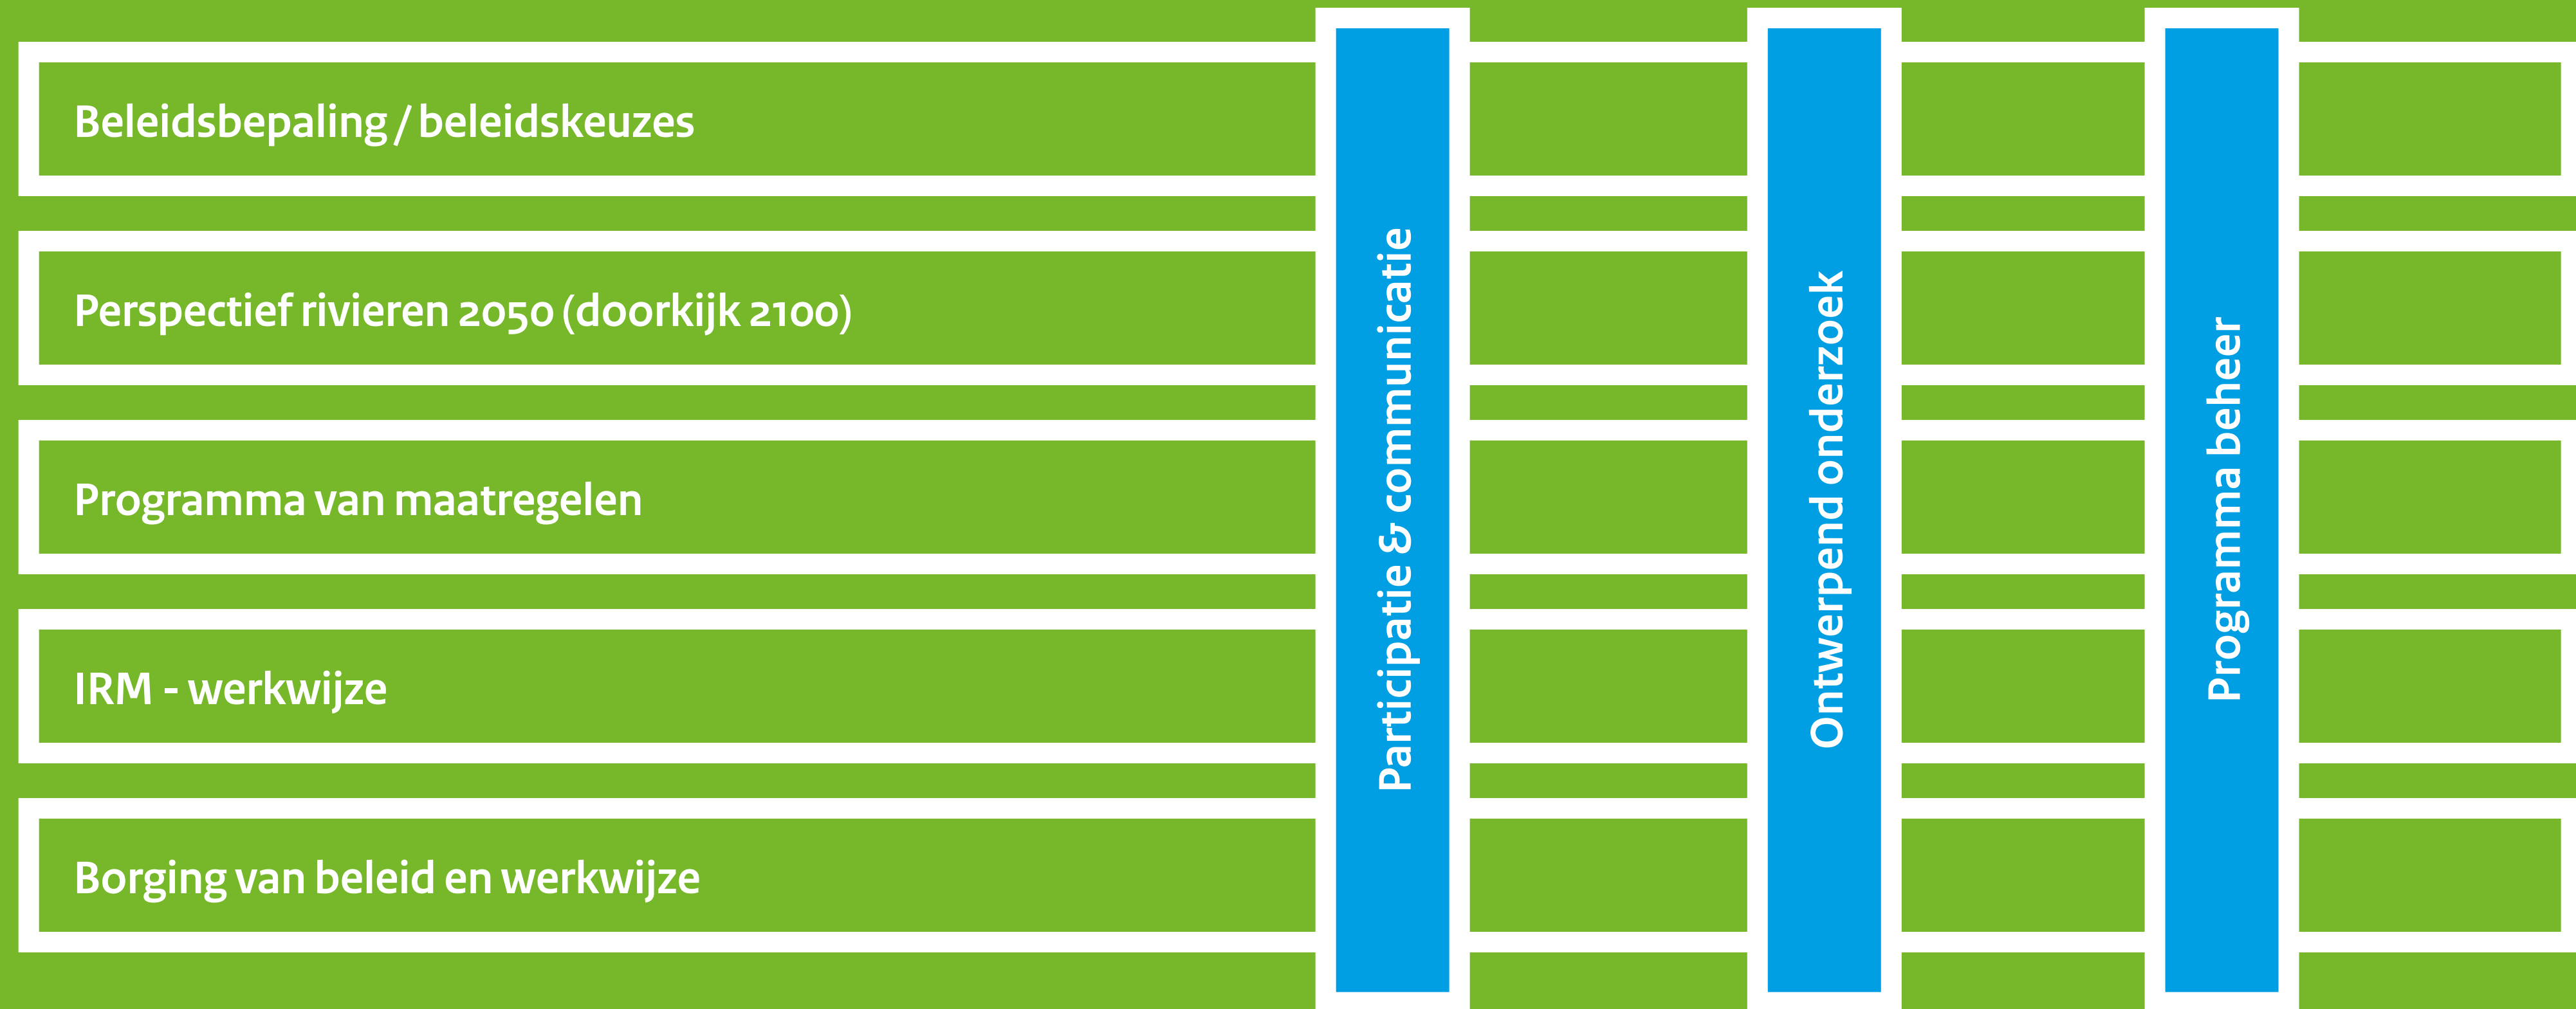 Beleidsbepaling / beleidskeuzes
Perspectief rivieren 2050 (doorkijk 2100)
Programma van maatregelen
IRM - werkwijze
Borging van beleid en werkwijze
Participatie & communicatie
Ontwerpend onderzoek
Programma beheer